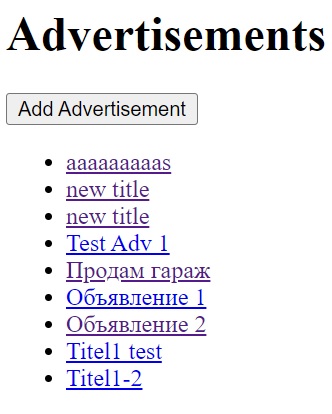 Advertisements
Add Advertisement
aaaaaaaaaas
new title
new title
Test Adv 1
Продам гараж
Объявление 1
Объявление 2
Titel1 test
Titel1-2